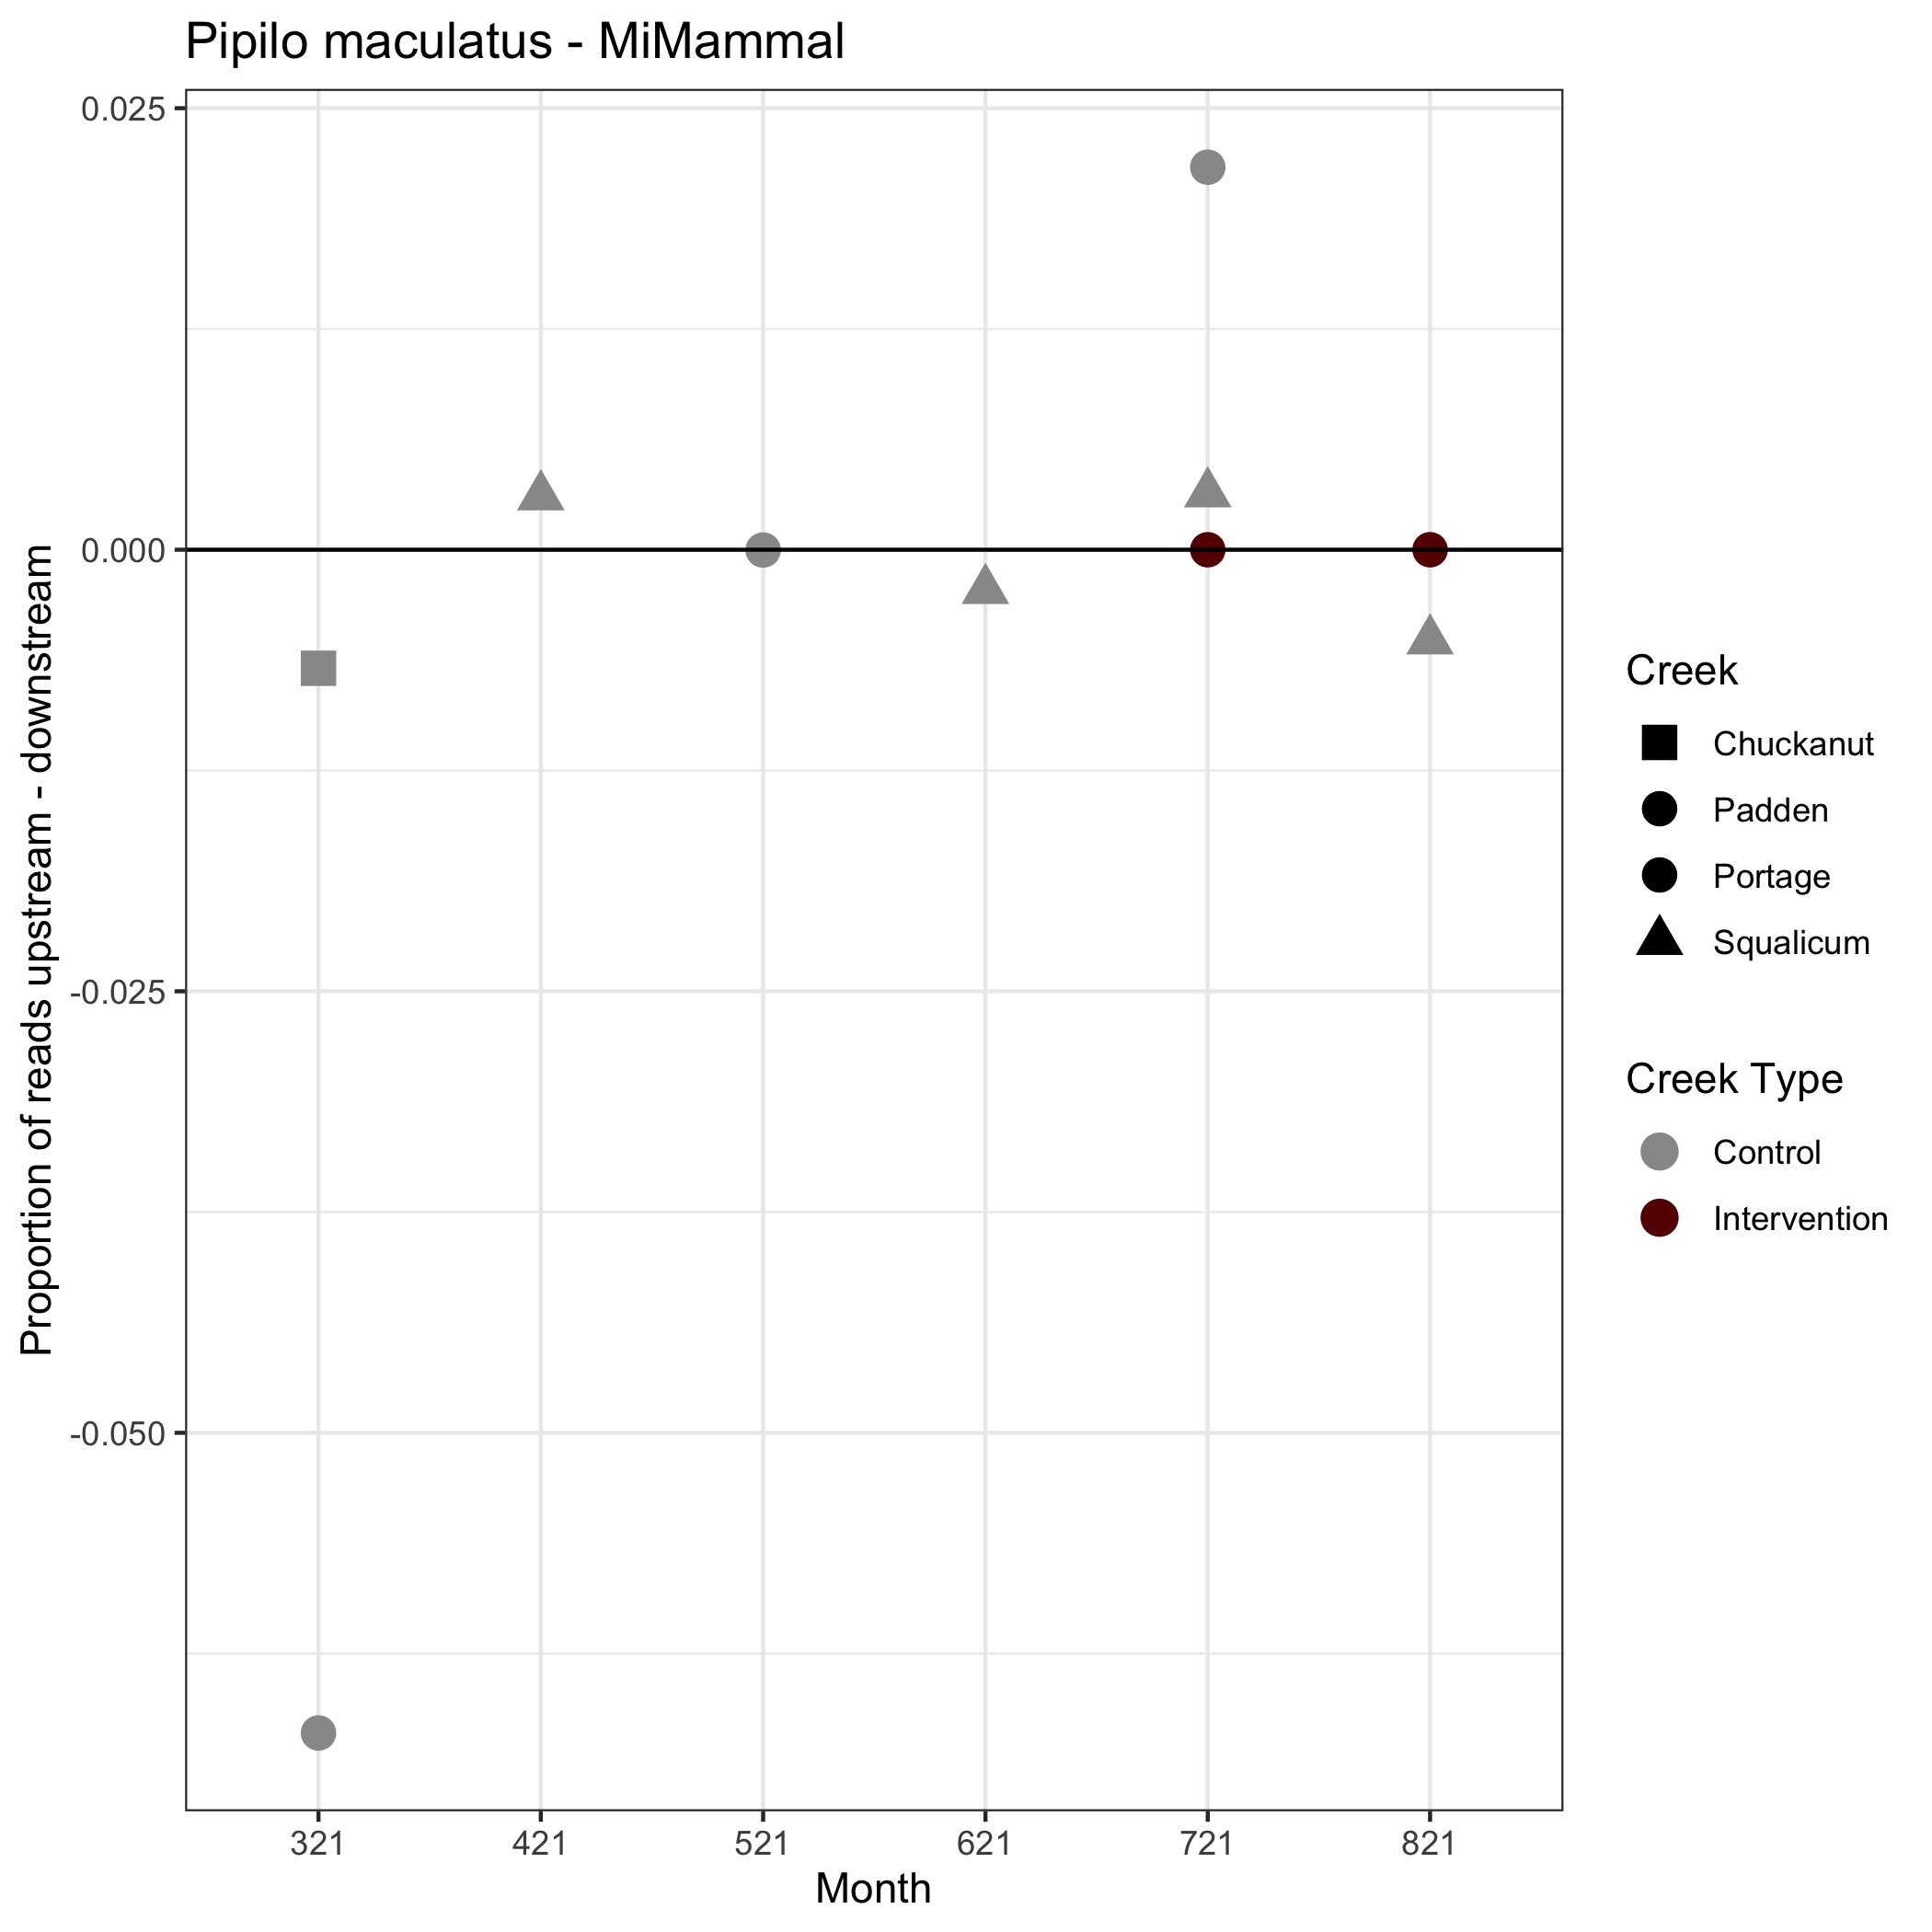 Pipilo maculatus - MiMammal
0.025
0.000
-0.025
-0.050
Proportion of reads upstream - downstream
321 421 521 621 721 821
Month
Creek
Chuckanut
Padden
Portage
Squalicum
Creek Type
Control
Intervention